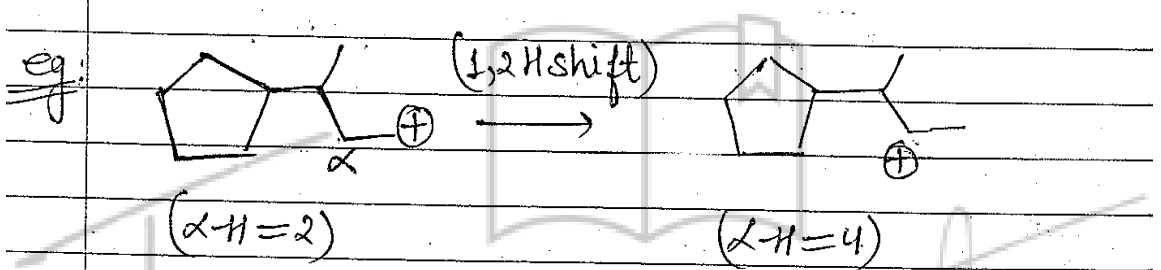 eg:
(1,2 H shift)
⊕ ⟶
α
⊕
(α-H=2)
(α-H=4)